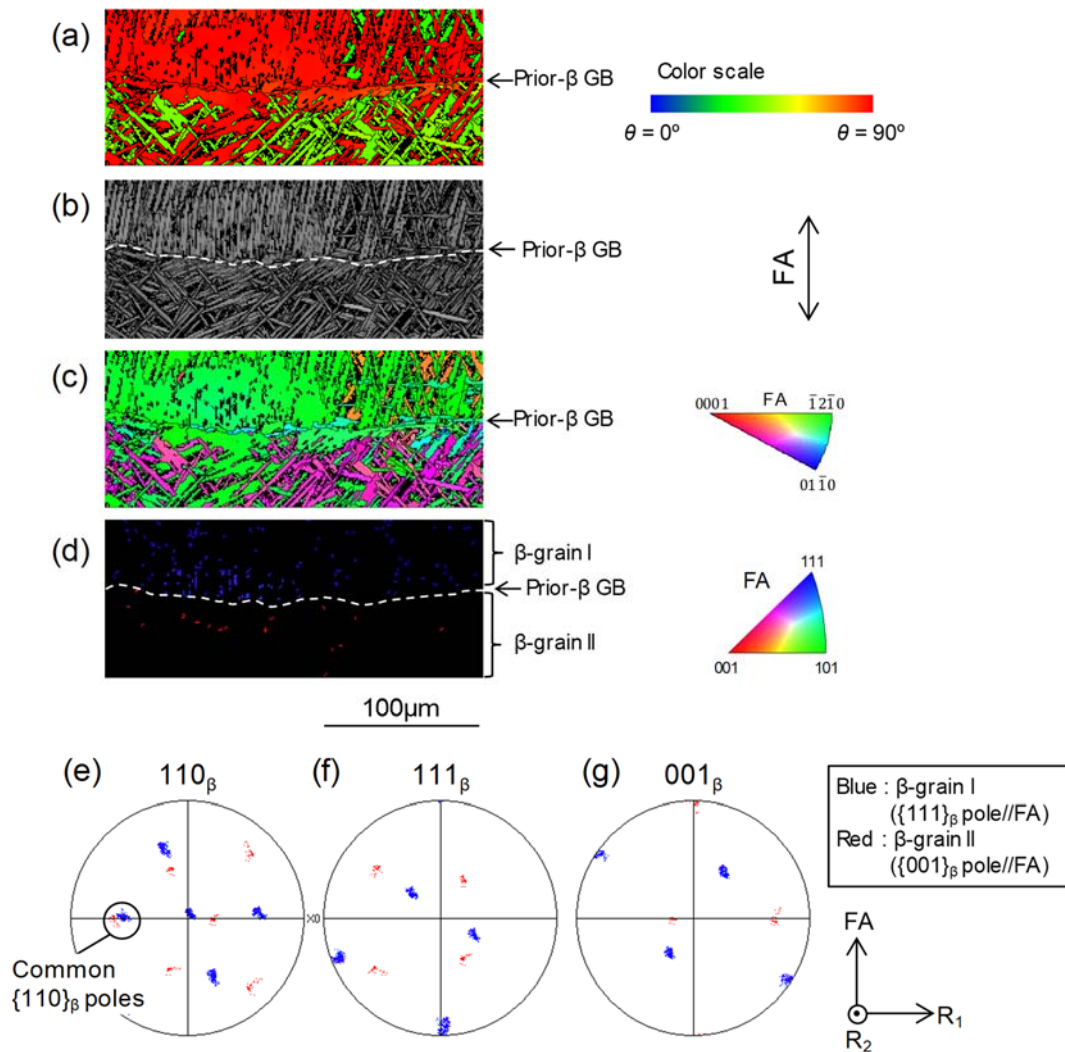 (a)
Prior-β GB
Color scale
θ = 0º
θ = 90º
(b)
Prior-β GB
FA
(c)
Prior-β GB
0001
FA
1̅21̅0
011̅0
(d)
β-grain Ⅰ
Prior-β GB
β-grain Ⅱ
FA
111
001
101
100μm
(e)
110β
(f)
111β
(g)
001β
X0
Common
{110}β poles
Blue : β-grain Ⅰ
({111}β pole//FA)
Red : β-grain Ⅱ
({001}β pole//FA)
FA
R1
R2